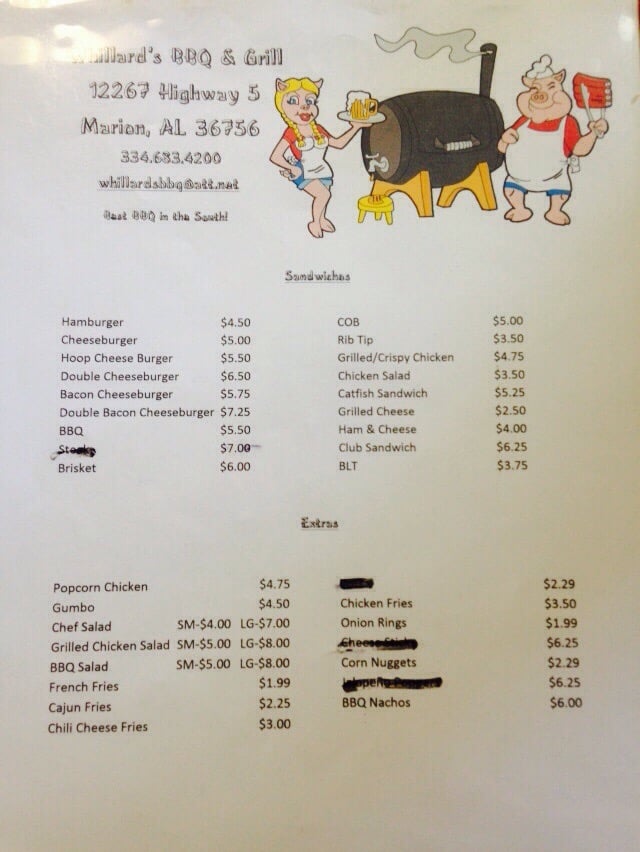 Whillard's BBQ & Grill
12267 Highway 5
Marion, AL 36756
334.683.4200
whillardsbbq@att.net
Best BBQ in the South!
Sandwiches
Hamburger $4.50
Cheeseburger $5.00
Hoop Cheese Burger $5.50
Double Cheeseburger $6.50
Bacon Cheeseburger $5.75
Double Bacon Cheeseburger $7.25
BBQ $5.50
Steak $7.00
Brisket $6.00
COB $5.00
Rib Tip $3.50
Grilled/Crispy Chicken $4.75
Chicken Salad $3.50
Catfish Sandwich $5.25
Grilled Cheese $2.50
Ham & Cheese $4.00
Club Sandwich $6.25
BLT $3.75
Extras
Popcorn Chicken $4.75
Gumbo $4.50
Chef Salad SM-$4.00 LG-$7.00
Grilled Chicken Salad SM-$5.00 LG-$8.00
BBQ Salad SM-$5.00 LG-$8.00
French Fries $1.99
Cajun Fries $2.25
Chili Cheese Fries $3.00
$2.29
Chicken Fries $3.50
Onion Rings $1.99
Cheese Sticks $6.25
Corn Nuggets $2.29
Jalapeño Poppers $6.25
BBQ Nachos $6.00